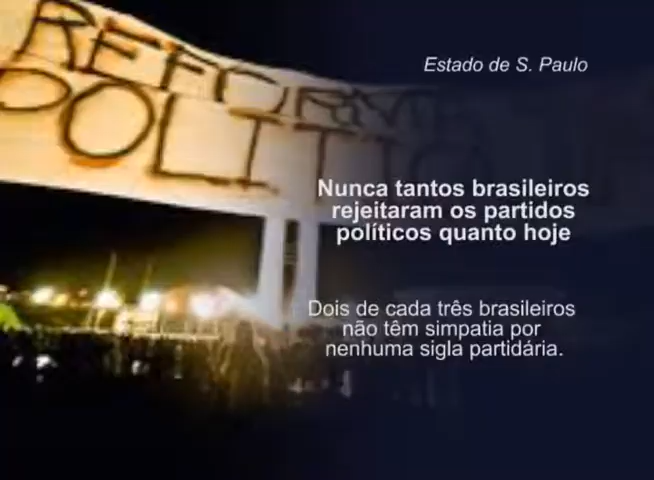 REFORMA
POLÍTICA
Estado de S. Paulo
Nunca tantos brasileiros
rejeitaram os partidos
políticos quanto hoje
Dois de cada três brasileiros
não têm simpatia por
nenhuma sigla partidária.